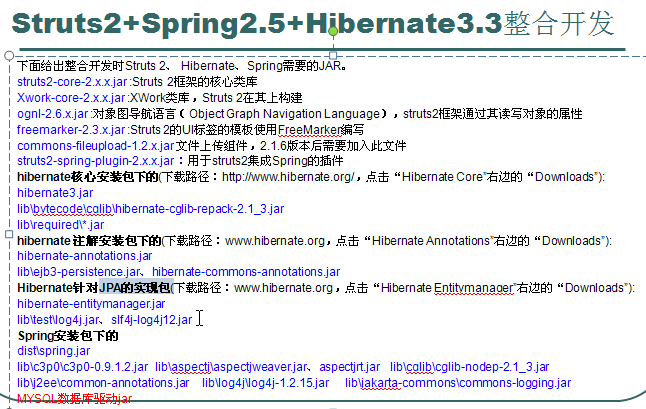 Struts2+Spring2.5+Hibernate3.3整合开发
下面给出整合开发时Struts 2、 Hibernate、Spring需要的JAR。
struts2-core-2.x.x.jar :Struts 2框架的核心类库
Xwork-core-2.x.x.jar :XWork类库，Struts 2在其上构建
ognl-2.6.x.jar :对象图导航语言（ Object Graph Navigation Language），struts2框架通过其读写对象的属性
freemarker-2.3.x.jar :Struts 2的UI标签的模板使用FreeMarker编写
commons-fileupload-1.2.x.jar 文件上传组件，2.1.6版本后需要加入此文件
struts2-spring-plugin-2.x.x.jar ：用于struts2集成Spring的插件
hibernate核心安装包下的(下载路径：http://www.hibernate.org/，点击“Hibernate Core”右边的“Downloads”):
hibernate3.jar
lib\bytecode\cglib\hibernate-cglib-repack-2.1_3.jar
lib\required\*.jar
hibernate 注解安装包下的(下载路径：www.hibernate.org，点击“Hibernate Annotations”右边的“Downloads”):
hibernate-annotations.jar
lib\ejb3-persistence.jar、hibernate-commons-annotations.jar
Hibernate针对JPA的实现包(下载路径：www.hibernate.org，点击“Hibernate Entitymanager”右边的“Downloads”):
hibernate-entitymanager.jar
lib\test\log4j.jar、 slf4j-log4j12.jar
Spring安装包下的
dist\spring.jar
lib\c3p0\c3p0-0.9.1.2.jar lib\aspectj\aspectjweaver.jar、aspectjrt.jar lib\cglib\cglib-nodep-2.1_3.jar
lib\j2ee\common-annotations.jar lib\log4j\log4j-1.2.15.jar lib\jakarta-commons\commons-logging.jar
MYSQL数据库驱动jar